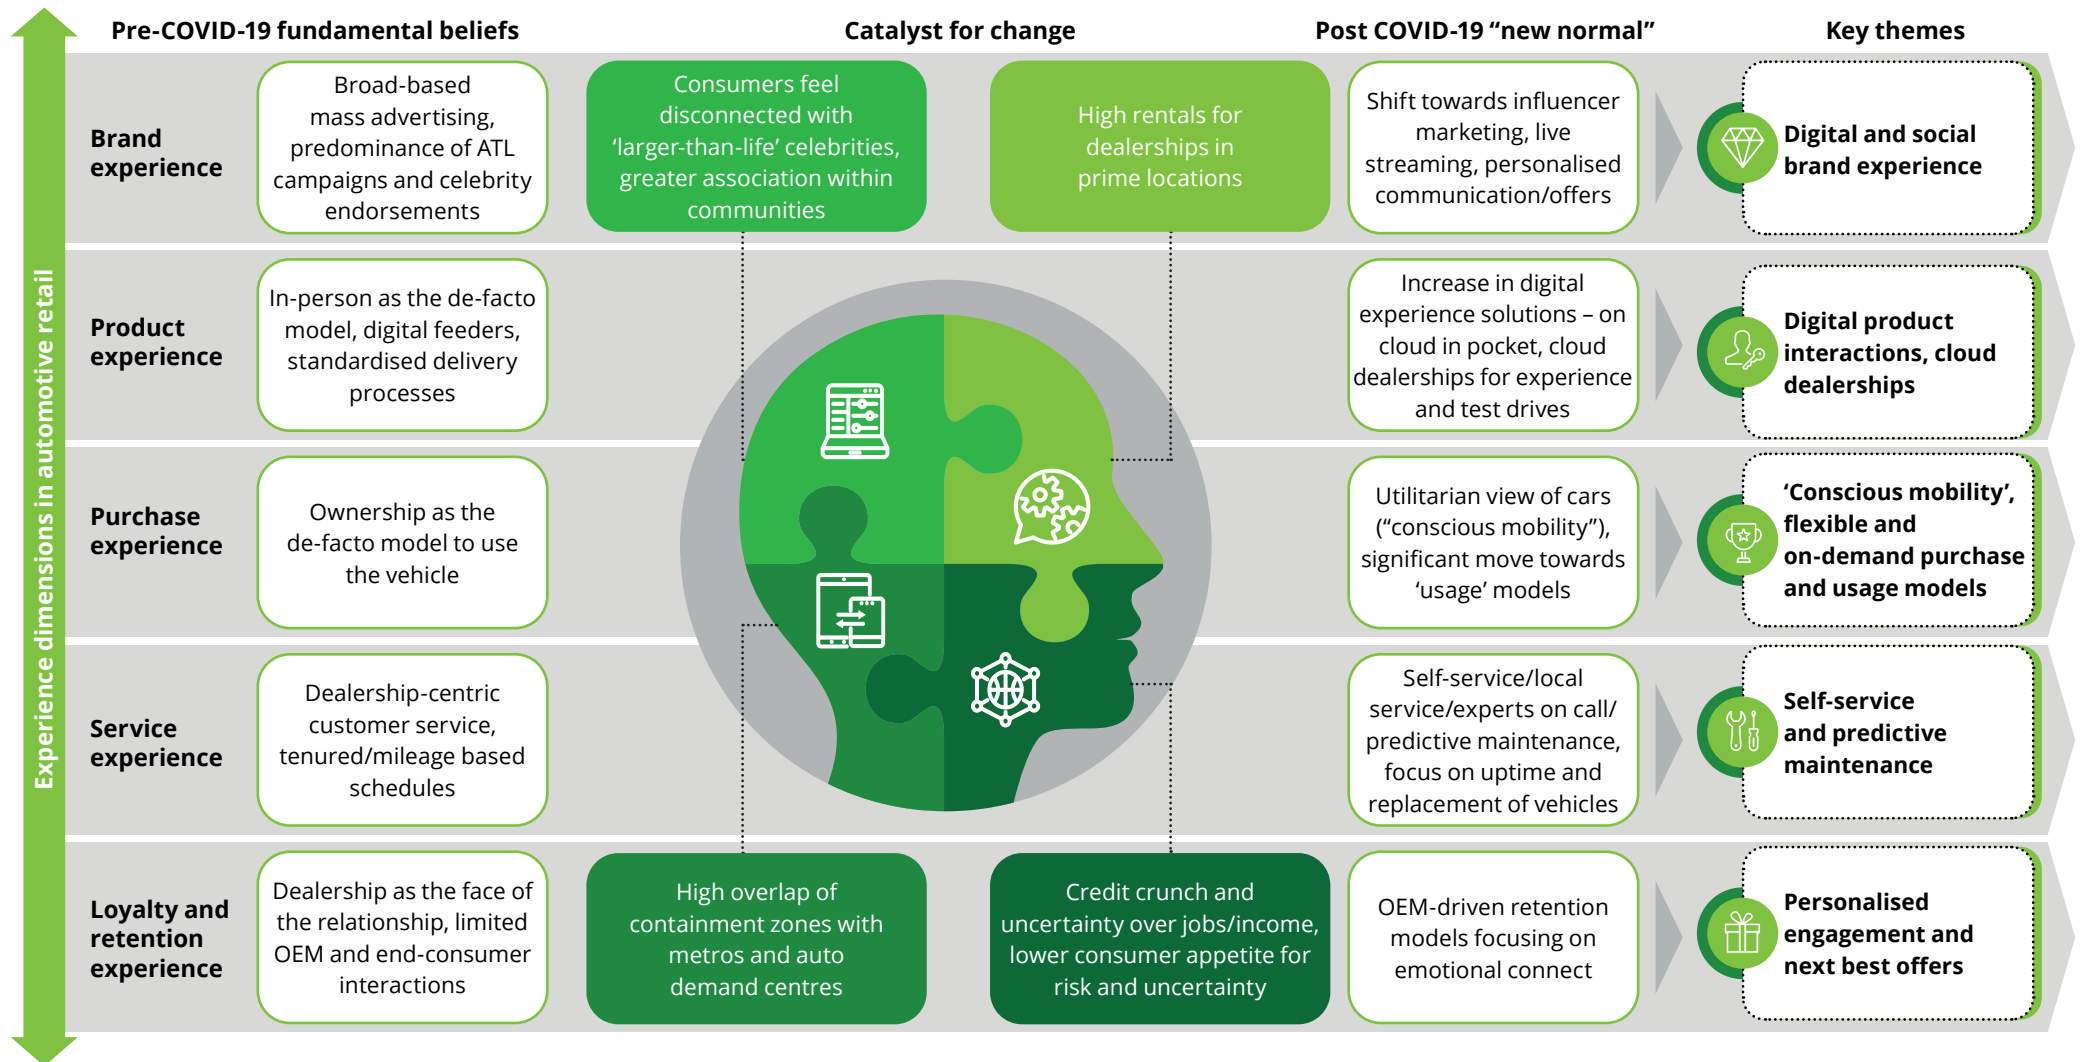 Pre-COVID-19 fundamental beliefs
Catalyst for change
Post COVID-19 “new normal”
Key themes
Experience dimensions in automotive retail
Brand
experience
Broad-based
mass advertising,
predominance of ATL
campaigns and celebrity
endorsements
Consumers feel
disconnected with
‘larger-than-life’ celebrities,
greater association within
communities
High rentals for
dealerships in
prime locations
Shift towards influencer
marketing, live
streaming, personalised
communication/offers
Digital and social
brand experience
Product
experience
In-person as the de-facto
model, digital feeders,
standardised delivery
processes
Increase in digital
experience solutions – on
cloud in pocket, cloud
dealerships for experience
and test drives
Digital product
interactions, cloud
dealerships
Purchase
experience
Ownership as the
de-facto model to use
the vehicle
Utilitarian view of cars
(“conscious mobility”),
significant move towards
‘usage’ models
‘Conscious mobility’,
flexible and
on-demand purchase
and usage models
Service
experience
Dealership-centric
customer service,
tenured/mileage based
schedules
Self-service/local
service/experts on call/
predictive maintenance,
focus on uptime and
replacement of vehicles
Self-service
and predictive
maintenance
Loyalty and
retention
experience
Dealership as the face of
the relationship, limited
OEM and end-consumer
interactions
High overlap of
containment zones with
metros and auto
demand centres
Credit crunch and
uncertainty over jobs/income,
lower consumer appetite for
risk and uncertainty
OEM-driven retention
models focusing on
emotional connect
Personalised
engagement and
next best offers